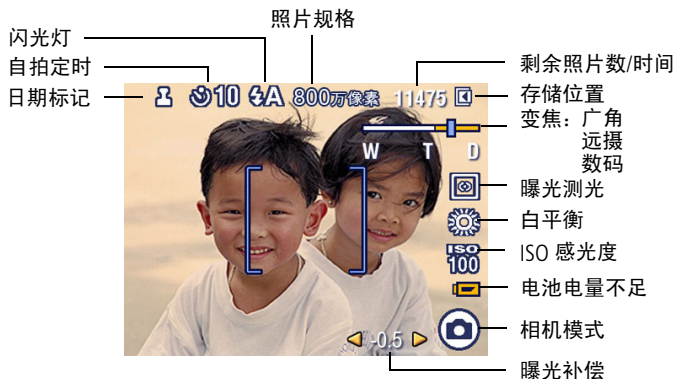 照片规格
闪光灯
自拍定时
日期标记
10 A 800万像素 11475
剩余照片数/时间
存储位置
变焦：广角
远摄
数码
W T D
曝光测光
白平衡
ISO
100
ISO 感光度
电池电量不足
相机模式
-0.5
曝光补偿